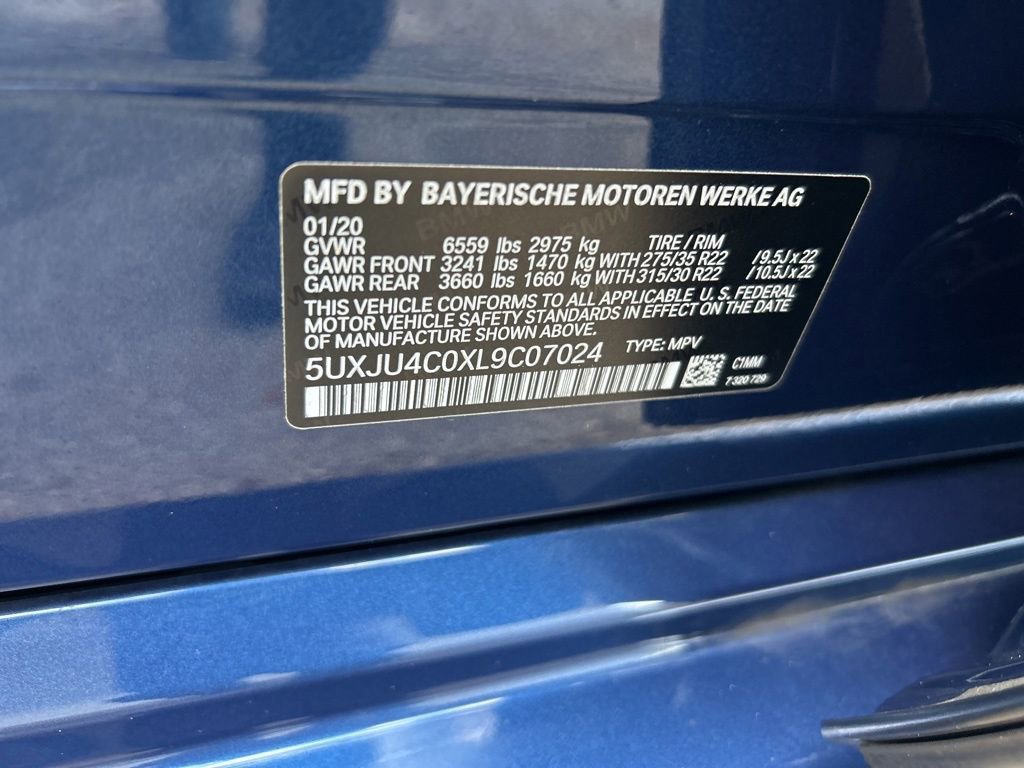 MFD BY BAYERISCHE MOTOREN WERKE AG
01/20
GVWR 6559 lbs 2975 kg TIRE / RIM
GAWR FRONT 3241 lbs 1470 kg WITH 275/35 R22 /9.5J x 22
GAWR REAR 3660 lbs 1660 kg WITH 315/30 R22 /10.5J x 22
THIS VEHICLE CONFORMS TO ALL APPLICABLE U.S. FEDERAL
MOTOR VEHICLE SAFETY STANDARDS IN EFFECT ON THE DATE
OF MANUFACTURE SHOWN ABOVE.
5UXJU4C0XL9C07024 TYPE: MPV
C1MM
7 320 729